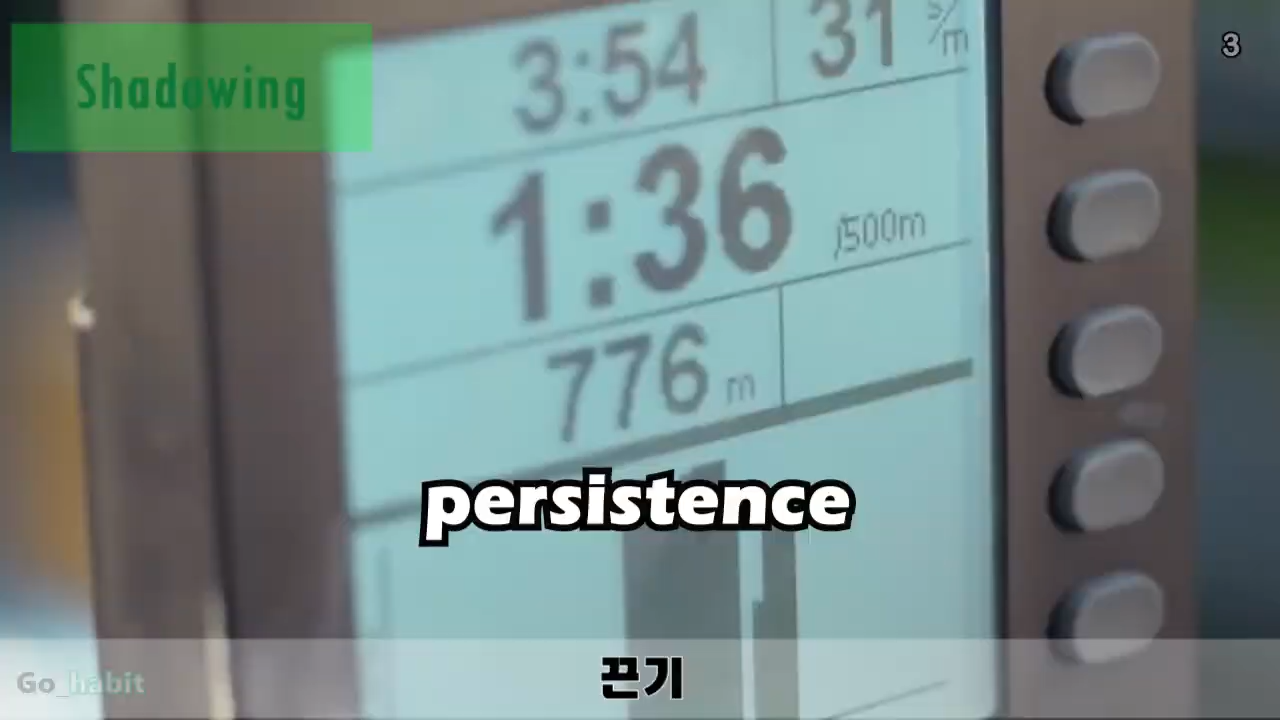 Shadowing
3
3:54
31 s/m
1:36 /500m
776 m
persistence
끈기
Go_habit